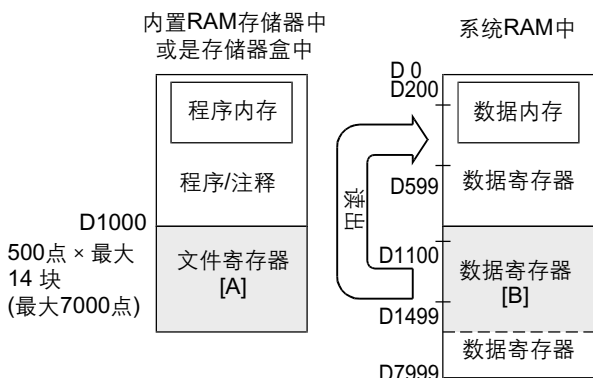 内置RAM存储器中
或是存储器盒中
程序内存
程序/注释
D1000
500点 × 最大
14 块
(最大7000点)
文件寄存器
[A]
系统RAM中
D 0
D200
数据内存
D599
数据寄存器
读出
D1100
数据寄存器
[B]
D1499
数据寄存器
D7999